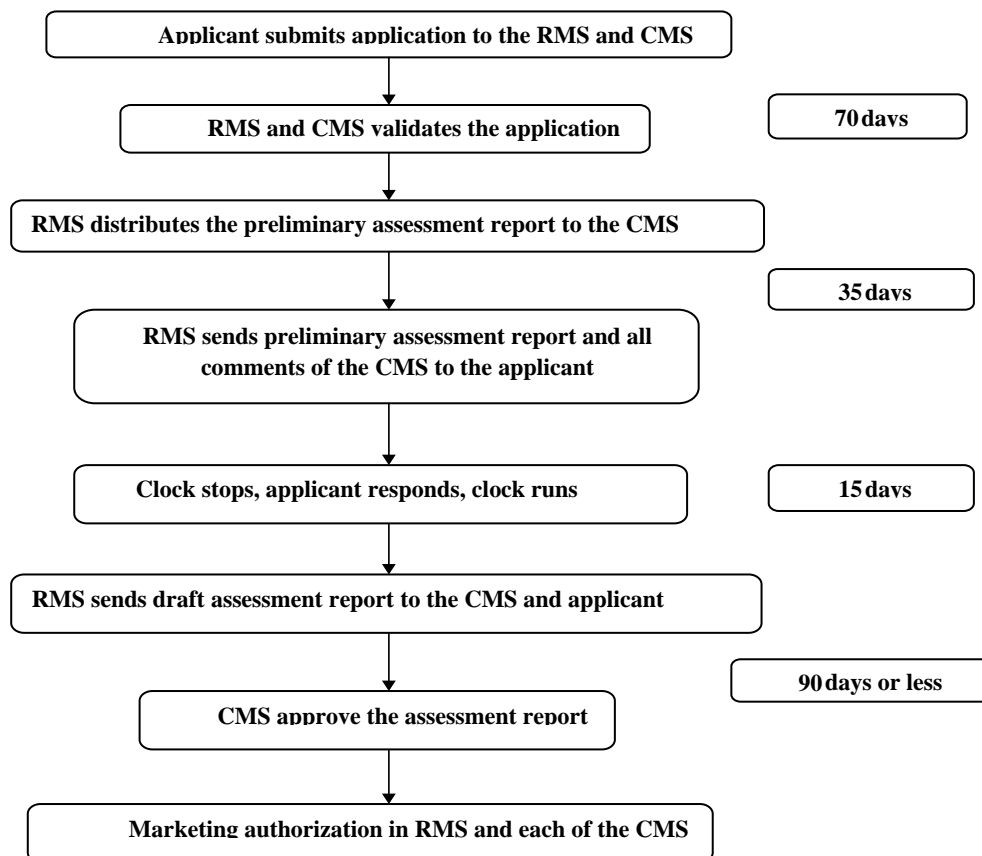 Applicant submits application to the RMS and CMS
RMS and CMS validates the application
70 days
RMS distributes the preliminary assessment report to the CMS
35 days
RMS sends preliminary assessment report and all
comments of the CMS to the applicant
Clock stops, applicant responds, clock runs
15 days
RMS sends draft assessment report to the CMS and applicant
90 days or less
CMS approve the assessment report
Marketing authorization in RMS and each of the CMS